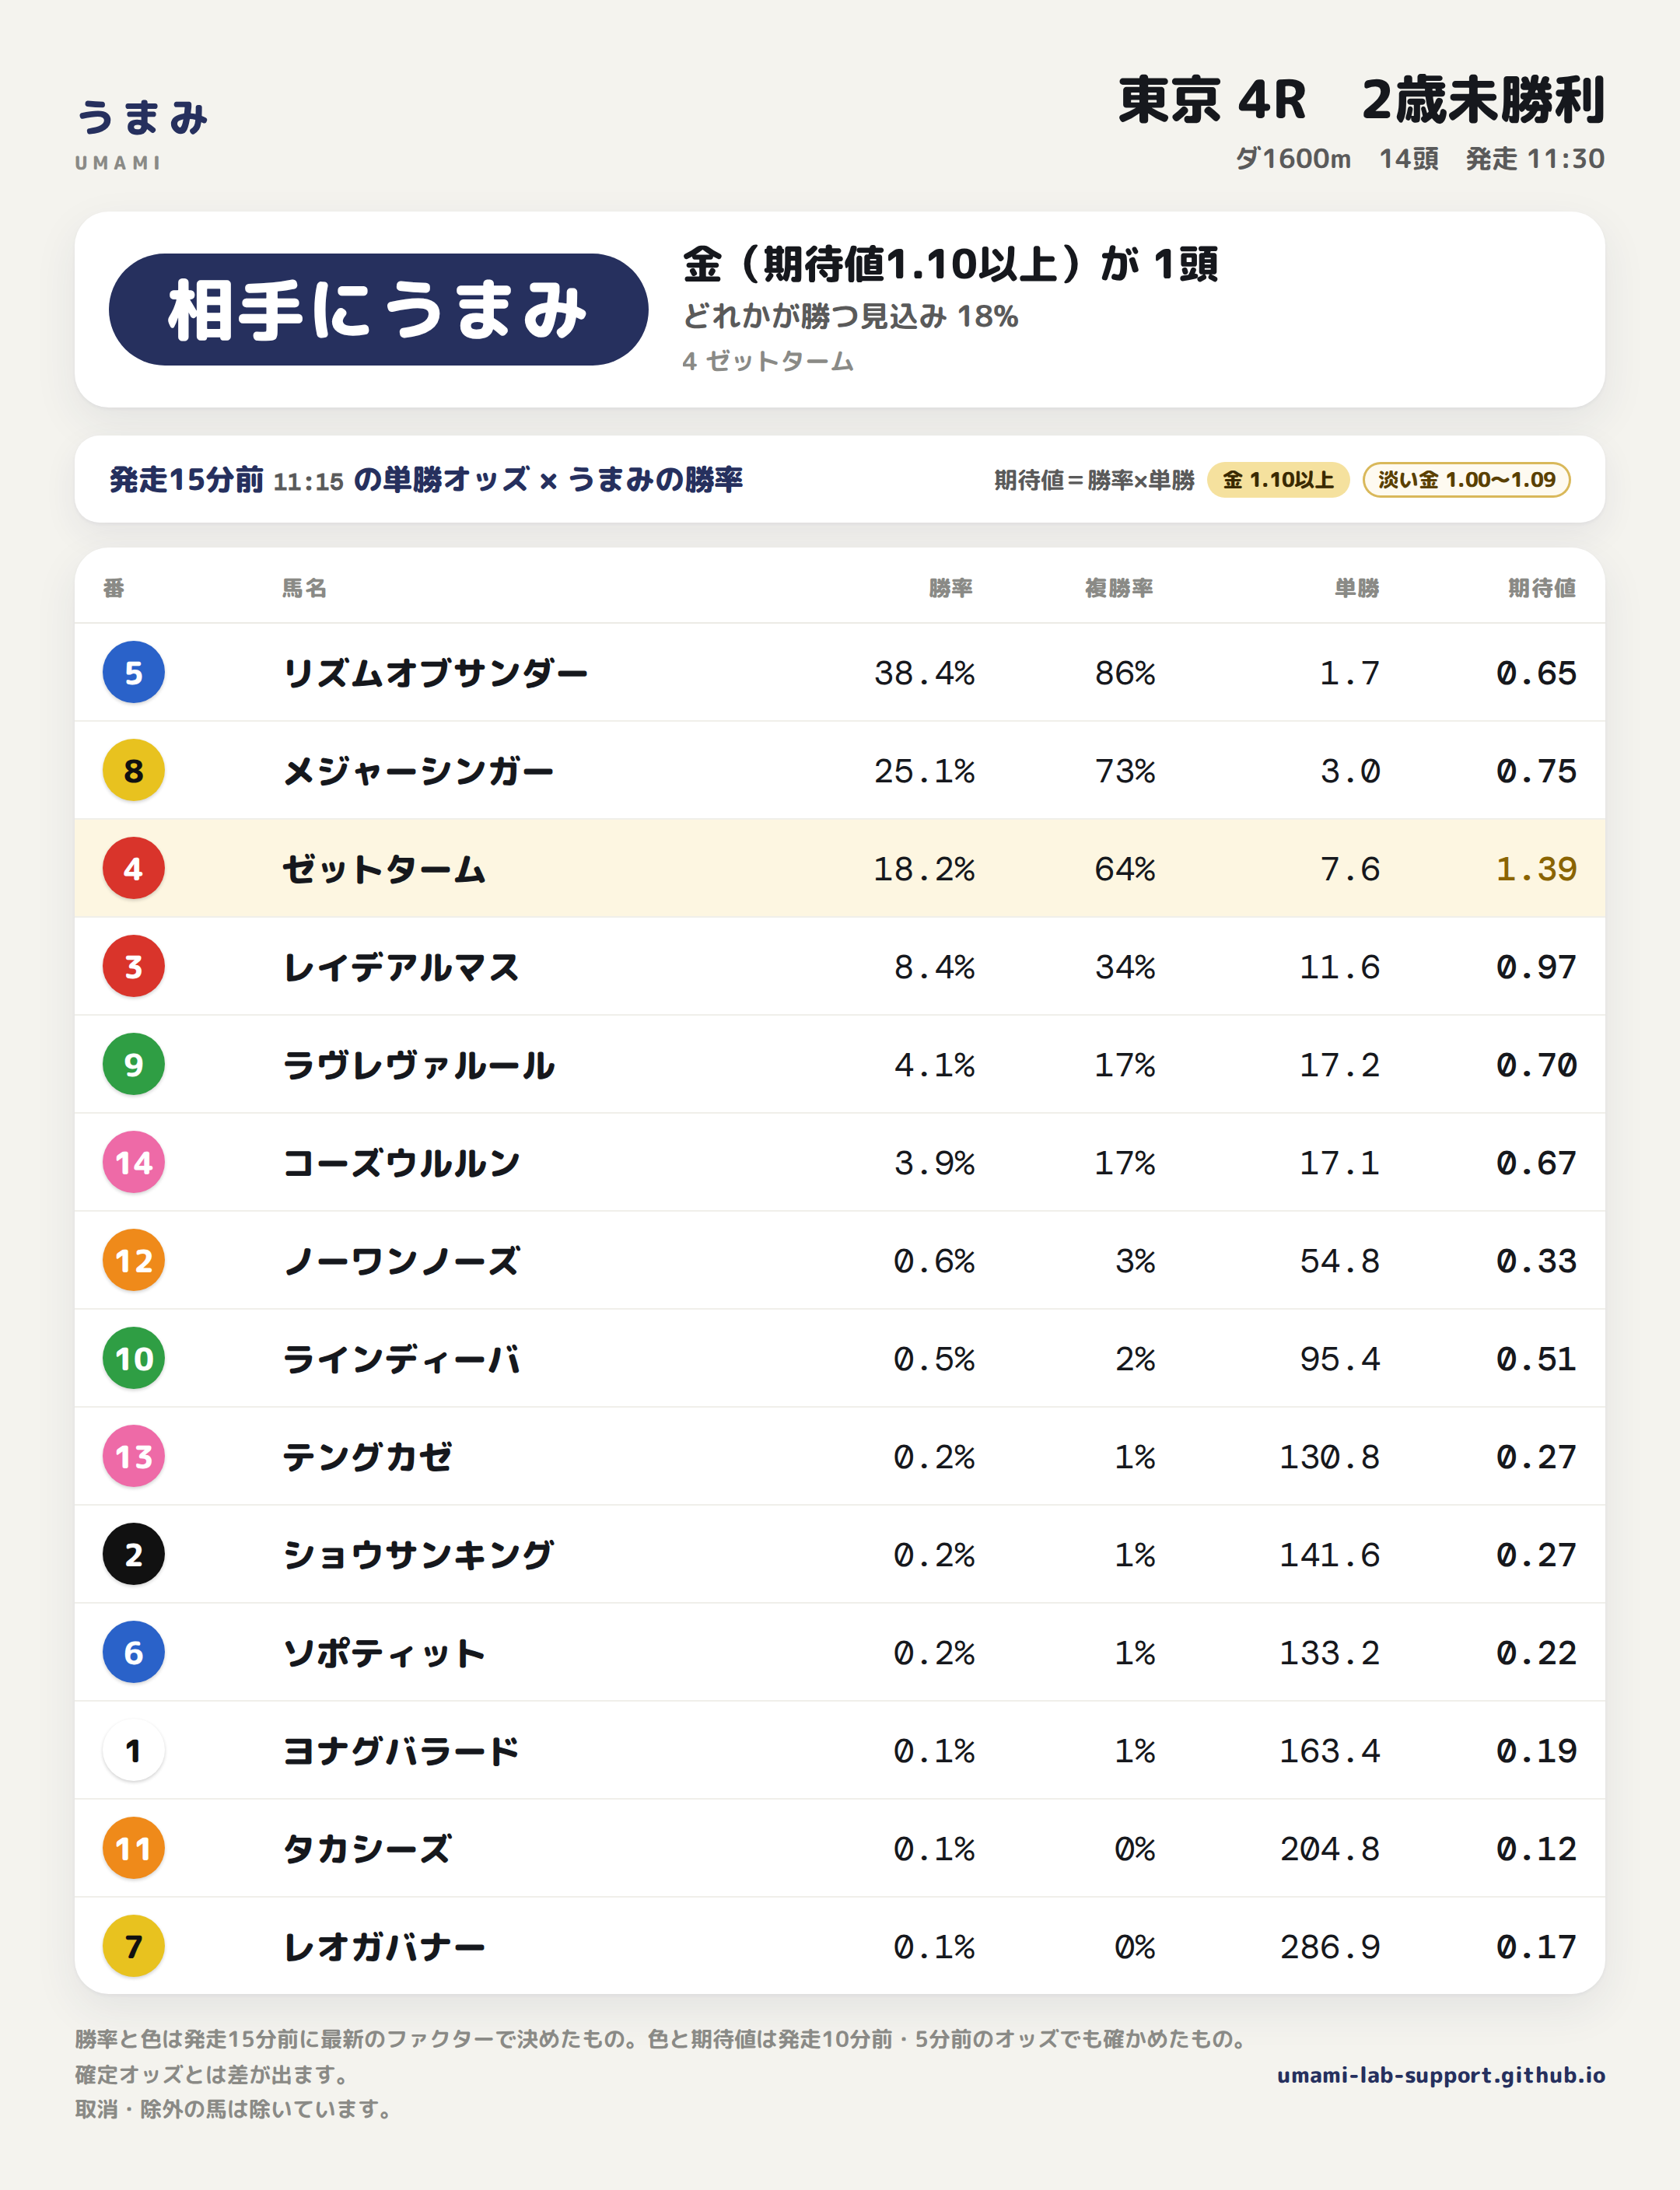 うまみ
UMAMI
東京 4R　2歳未勝利
ダ1600m　14頭　発走 11:30
相手にうまみ
金（期待値1.10以上）が 1頭
どれかが勝つ見込み 18%
4 ゼットターム
発走15分前 11:15 の単勝オッズ × うまみの勝率
期待値＝勝率×単勝 金 1.10以上 淡い金 1.00〜1.09
番 馬名 勝率 複勝率 単勝 期待値
5 リズムオブサンダー 38.4% 86% 1.7 0.65
8 メジャーシンガー 25.1% 73% 3.0 0.75
4 ゼットターム 18.2% 64% 7.6 1.39
3 レイデアルマス 8.4% 34% 11.6 0.97
9 ラヴレヴァルール 4.1% 17% 17.2 0.70
14 コーズウルルン 3.9% 17% 17.1 0.67
12 ノーワンノーズ 0.6% 3% 54.8 0.33
10 ラインディーバ 0.5% 2% 95.4 0.51
13 テングカゼ 0.2% 1% 130.8 0.27
2 ショウサンキング 0.2% 1% 141.6 0.27
6 ソポティット 0.2% 1% 133.2 0.22
1 ヨナグバラード 0.1% 1% 163.4 0.19
11 タカシーズ 0.1% 0% 204.8 0.12
7 レオガバナー 0.1% 0% 286.9 0.17
勝率と色は発走15分前に最新のファクターで決めたもの。色と期待値は発走10分前・5分前のオッズでも確かめたもの。
確定オッズとは差が出ます。
取消・除外の馬は除いています。
umami-lab-support.github.io